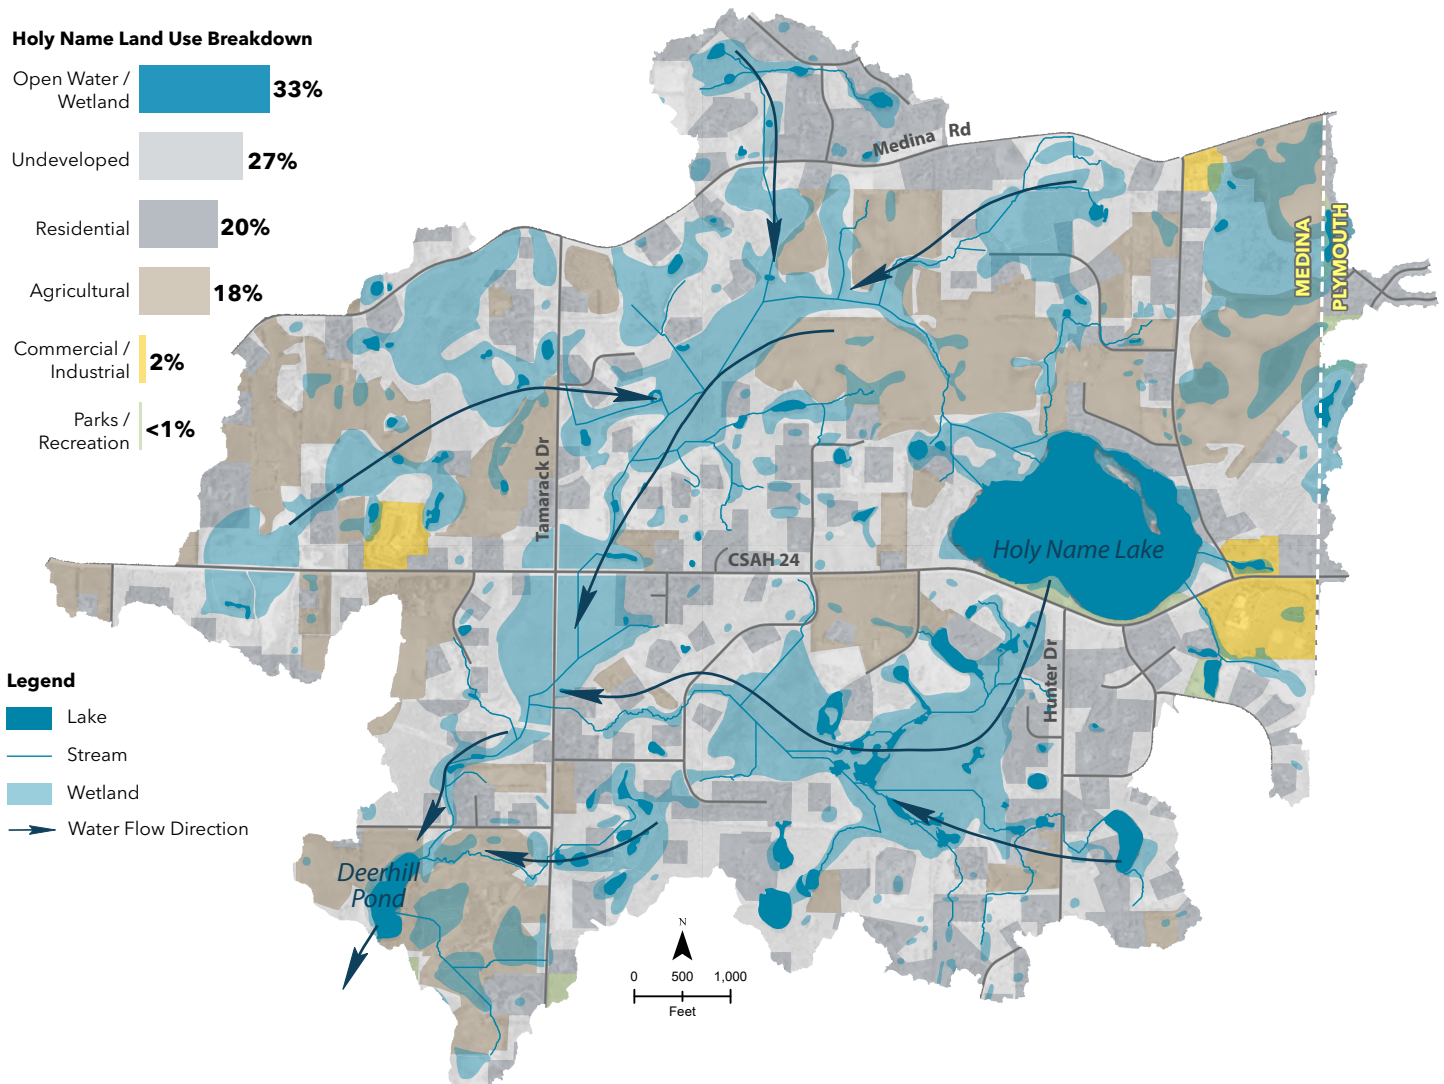 Holy Name Land Use Breakdown
Open Water /
Wetland
33%
Undeveloped
27%
Residential
20%
Agricultural
18%
Commercial /
Industrial
2%
Parks /
Recreation
<1%
Legend
Lake
Stream
Wetland
Water Flow Direction
Medina Rd
MEDINA
PLYMOUTH
Tamarack Dr
CSAH 24
Holy Name Lake
Hunter Dr
Deerhill
Pond
N
0 500 1,000
Feet